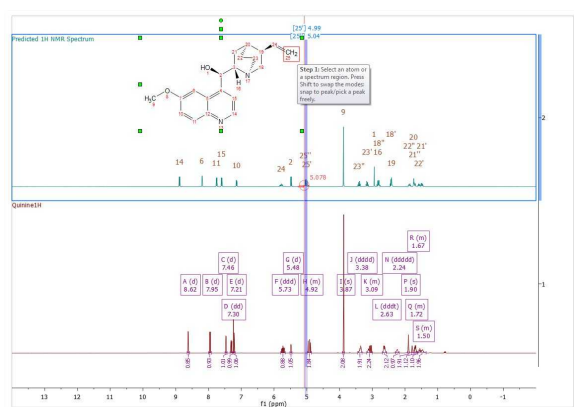 [25'] 4.99
[25''] 5.04
Predicted 1H NMR Spectrum
CH2
HO
H
N
H3C
O
N
Step 1: Select an atom or
a spectrum region. Press
Shift to swap the modes:
snap to peak/pick a peak
freely.
2
9
14
6
15
11
10
24
2
25''
25'
5.078
23''
1
18''
23' 16
18'
19
20
22'' 21'
21''
22'
Quinine1H
R (m)
1.67
C (d)
7.46
G (d)
5.48
J (dddd)
3.38
N (ddddd)
2.24
A (d)
8.62
B (d)
7.95
E (d)
7.21
F (ddd)
5.73
H (m)
4.92
I (s)
3.87
K (m)
3.09
P (s)
1.90
D (dd)
7.30
L (dddt)
2.63
Q (m)
1.72
S (m)
1.50
1
13 12 11 10 9 8 7 6 5 4 3 2 1 0 -1
f1 (ppm)